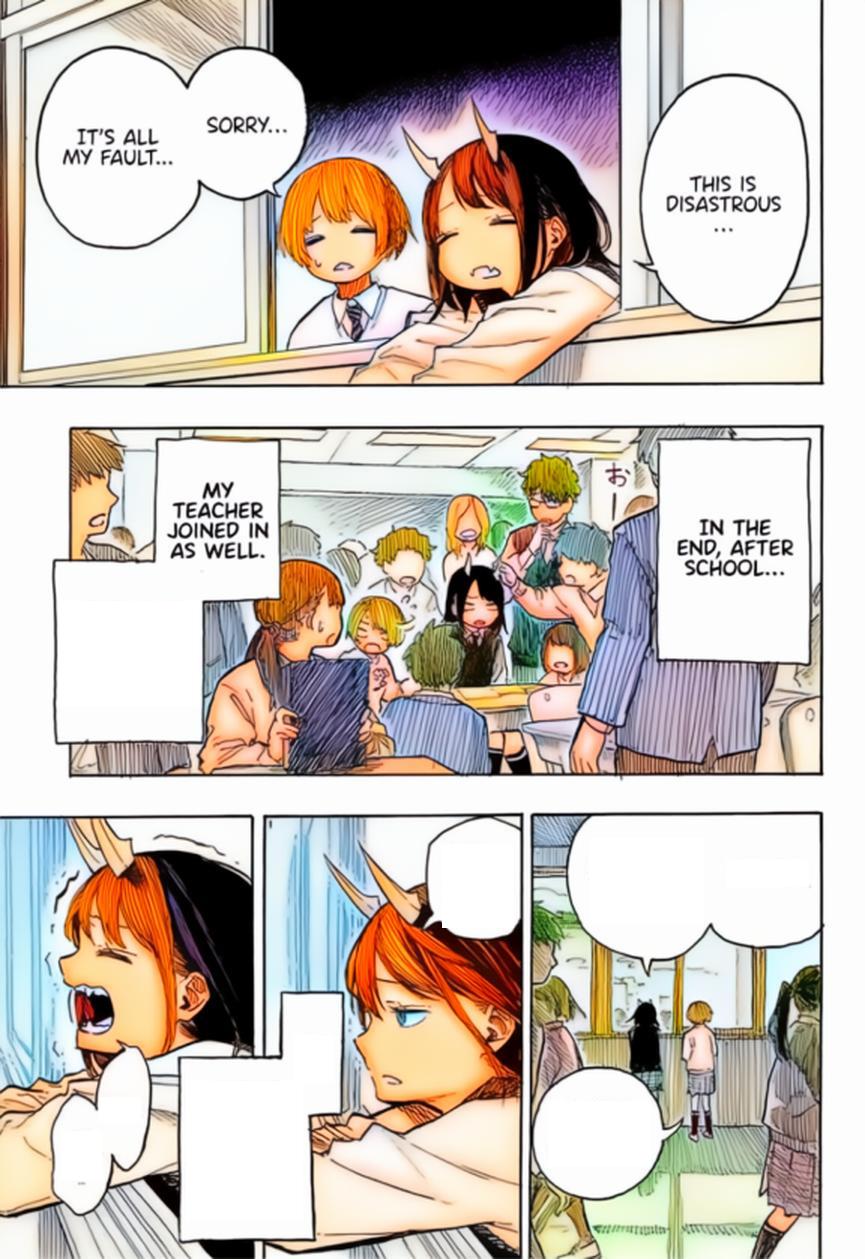 THIS IS
DISASTROUS
...
SORRY...
IT'S ALL
MY FAULT...
IN THE
END, AFTER
SCHOOL...
お
ー
MY
TEACHER
JOINED IN
AS WELL.
...